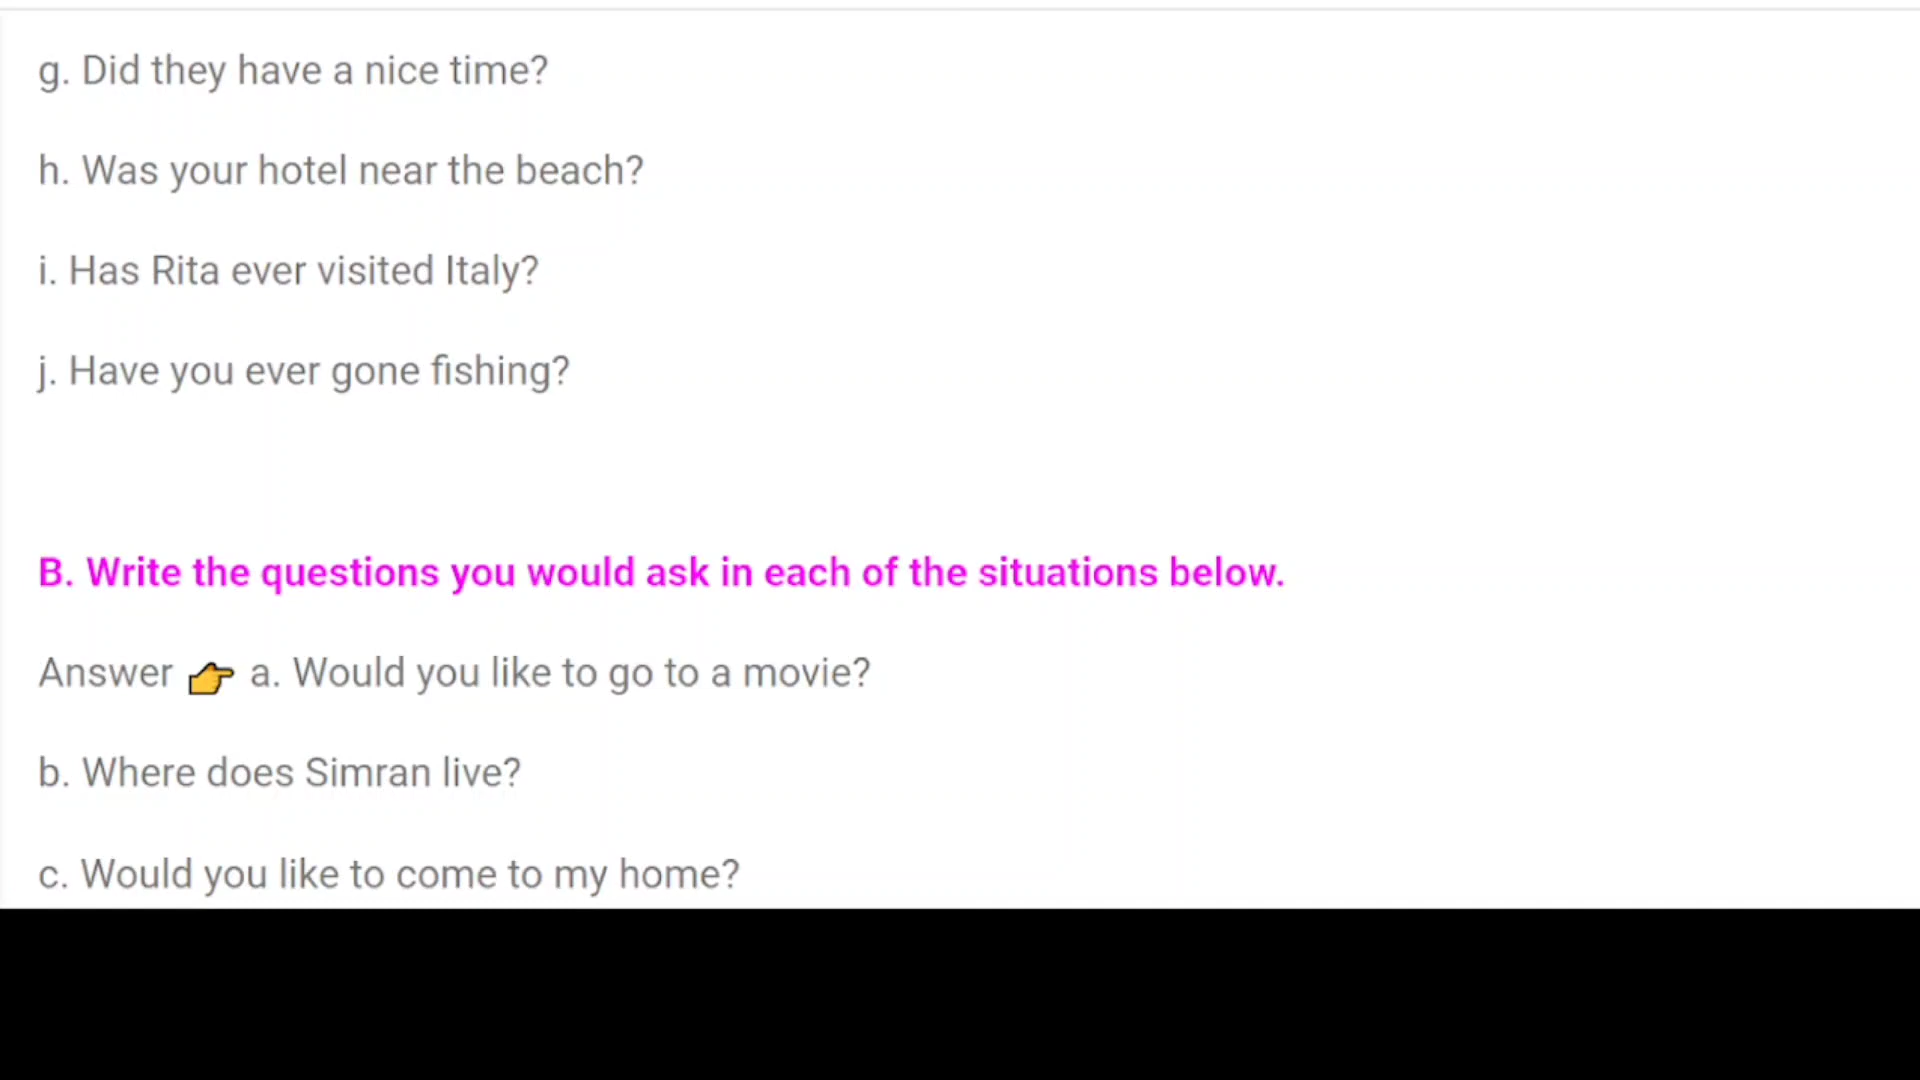 g. Did they have a nice time?
h. Was your hotel near the beach?
i. Has Rita ever visited Italy?
j. Have you ever gone fishing?
B. Write the questions you would ask in each of the situations below.
Answer 👉 a. Would you like to go to a movie?
b. Where does Simran live?
c. Would you like to come to my home?